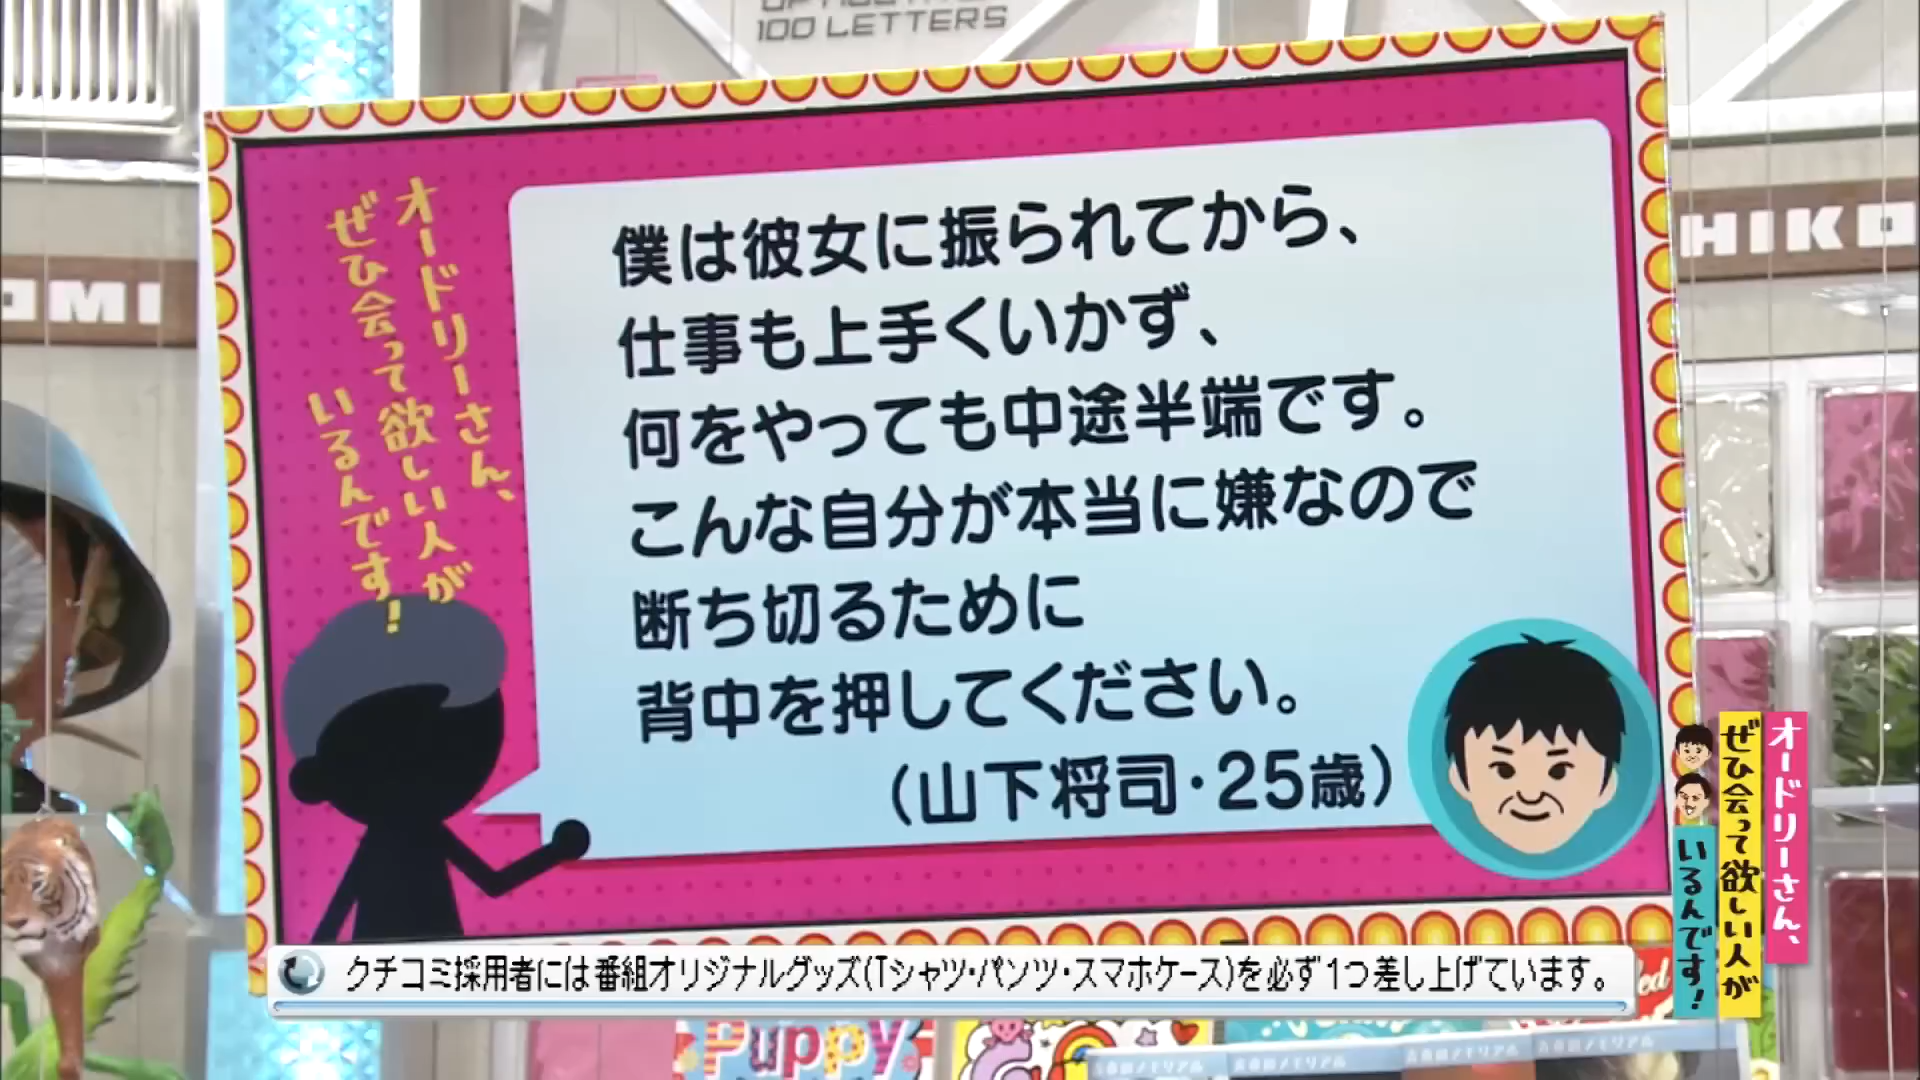 100 LETTERS
オードリーさん、
ぜひ会って欲しい人が
いるんです!
僕は彼女に振られてから、
仕事も上手くいかず、
何をやっても中途半端です。
こんな自分が本当に嫌なので
断ち切るために
背中を押してください。
(山下将司・25歳)
OMI
HIKO
オードリーさん、
ぜひ会って欲しい人が
いるんです!
クチコミ採用者には番組オリジナルグッズ(Tシャツ・パンツ・スマホケース)を必ず1つ差し上げています。
Puppy